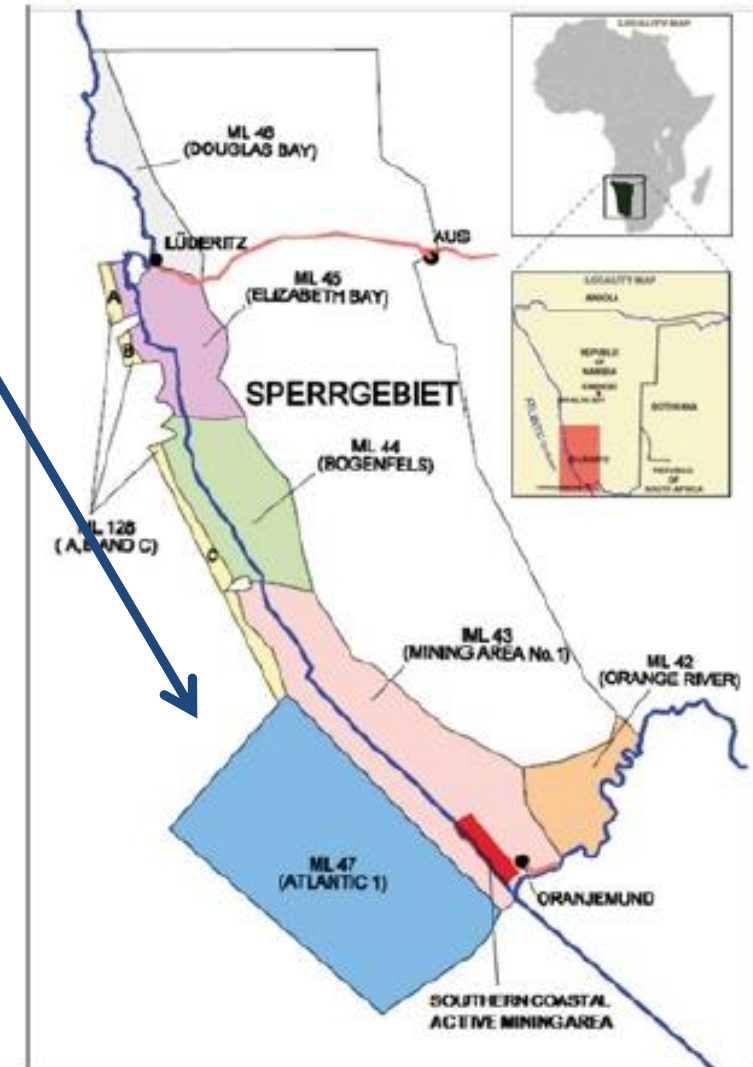 LOCALITY MAP
ML 46
(DOUGLAS BAY)
LÜDERITZ
AUS
ML 45
(ELIZABETH BAY)
A
B
SPERRGEBIET
LOCALITY MAP
REPUBLIC
OF
NAMIBIA
BOTSWANA
ATLANTIC
REPUBLIC
OF
SOUTH AFRICA
ML 44
(BOGENFELS)
ML 128
( A,B AND C)
C
ML 43
(MINING AREA No. 1)
ML 42
(ORANGE RIVER)
ML 47
(ATLANTIC 1)
ORANJEMUND
SOUTHERN COASTAL
ACTIVE MINING AREA